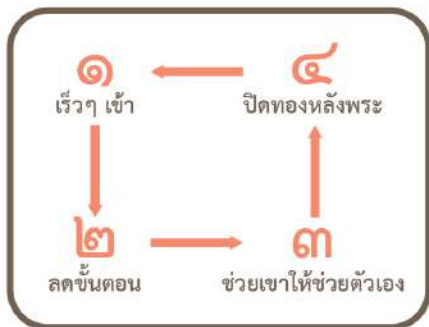 ๑ ๔
เร็วๆ เข้า ปิดทองหลังพระ
๒ ๓
ลดขั้นตอน ช่วยเขาให้ช่วยตัวเอง